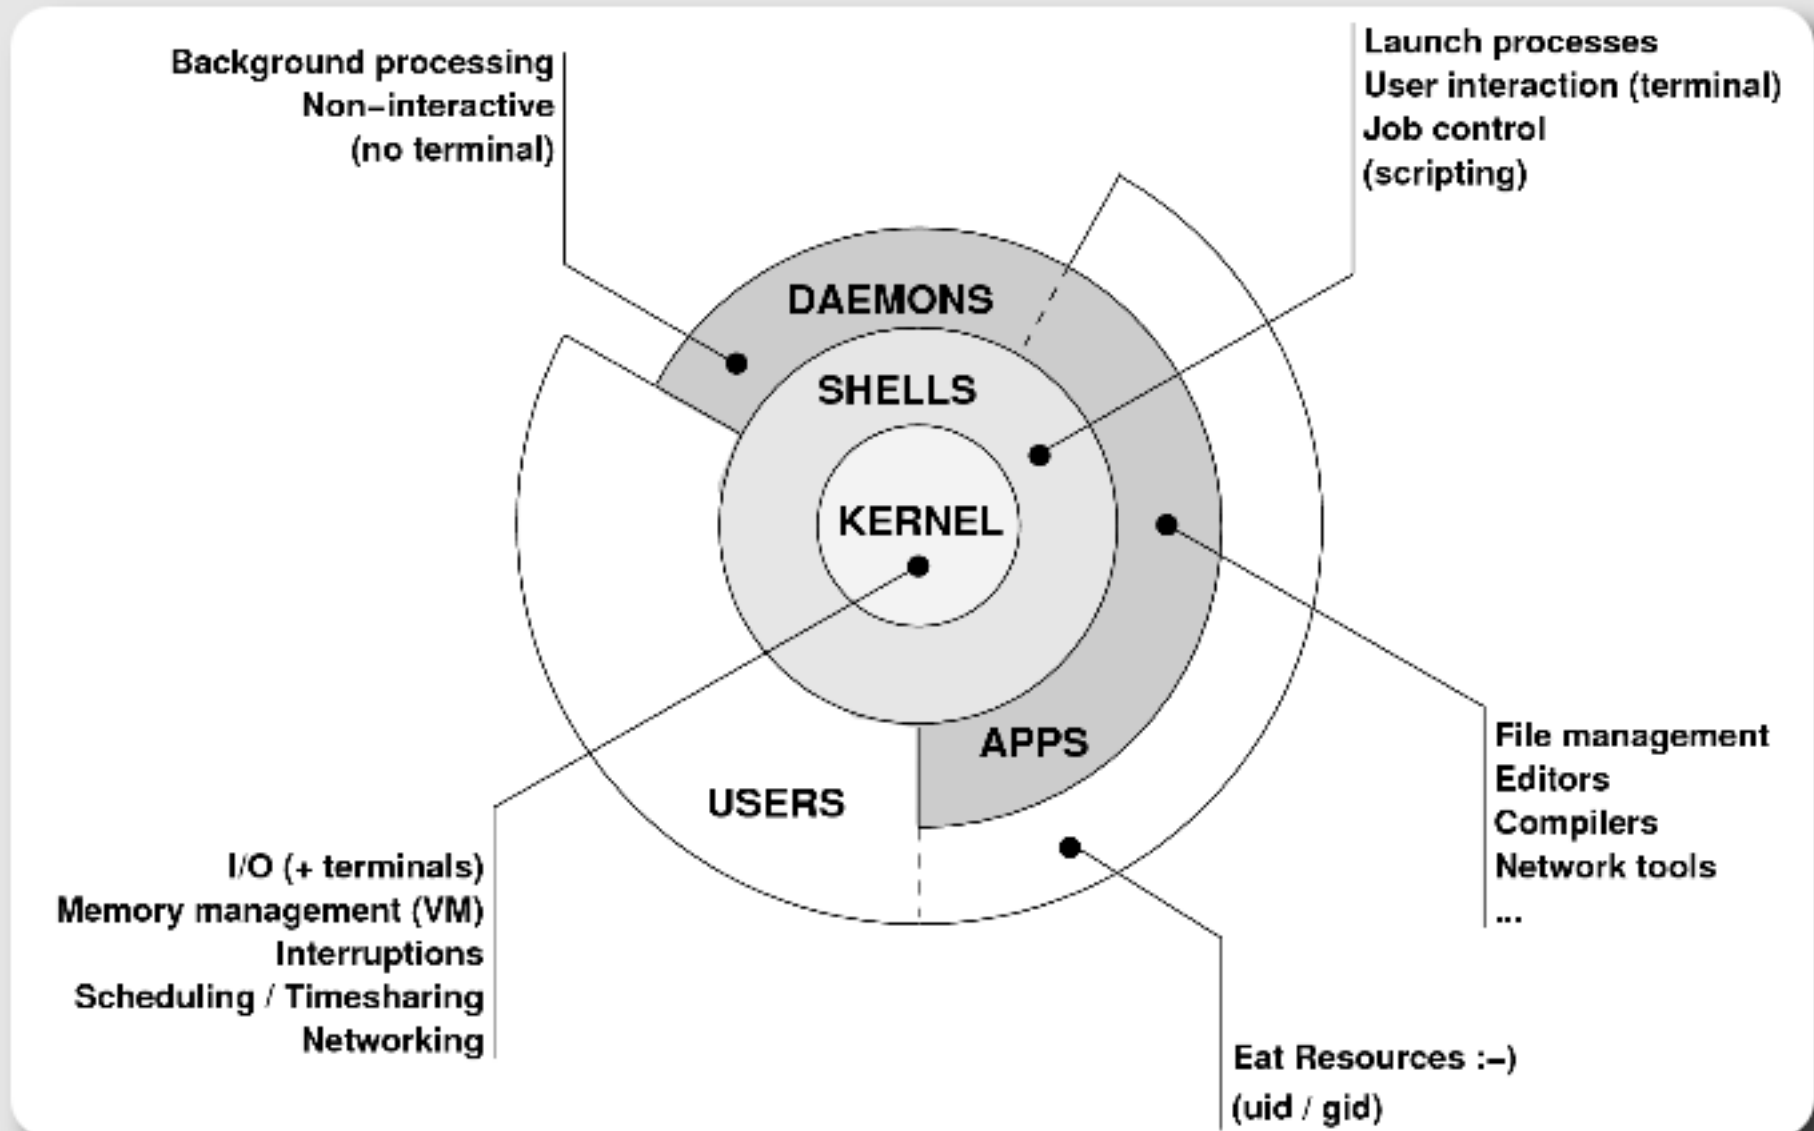 Background processing
Non-interactive
(no terminal)
Launch processes
User interaction (terminal)
Job control
(scripting)
DAEMONS
SHELLS
KERNEL
APPS
USERS
File management
Editors
Compilers
Network tools
...
I/O (+ terminals)
Memory management (VM)
Interruptions
Scheduling / Timesharing
Networking
Eat Resources :-)
(uid / gid)